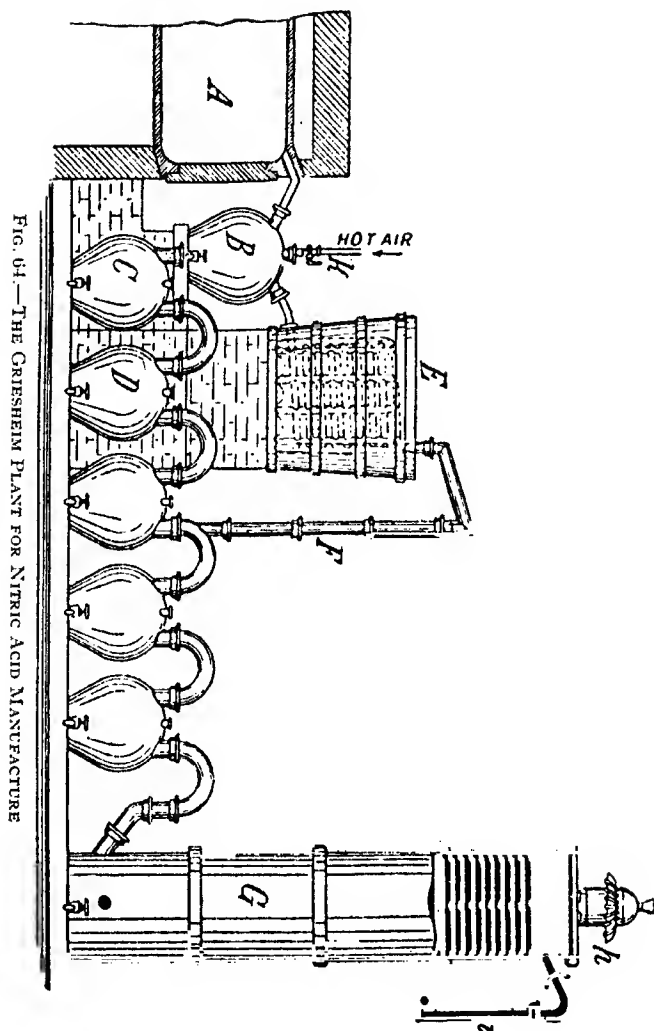 A
B
HOT AIR
k
C
D
E
F
G
h
FIG. 64.—THE GRIESHEIM PLANT FOR NITRIC ACID MANUFACTURE